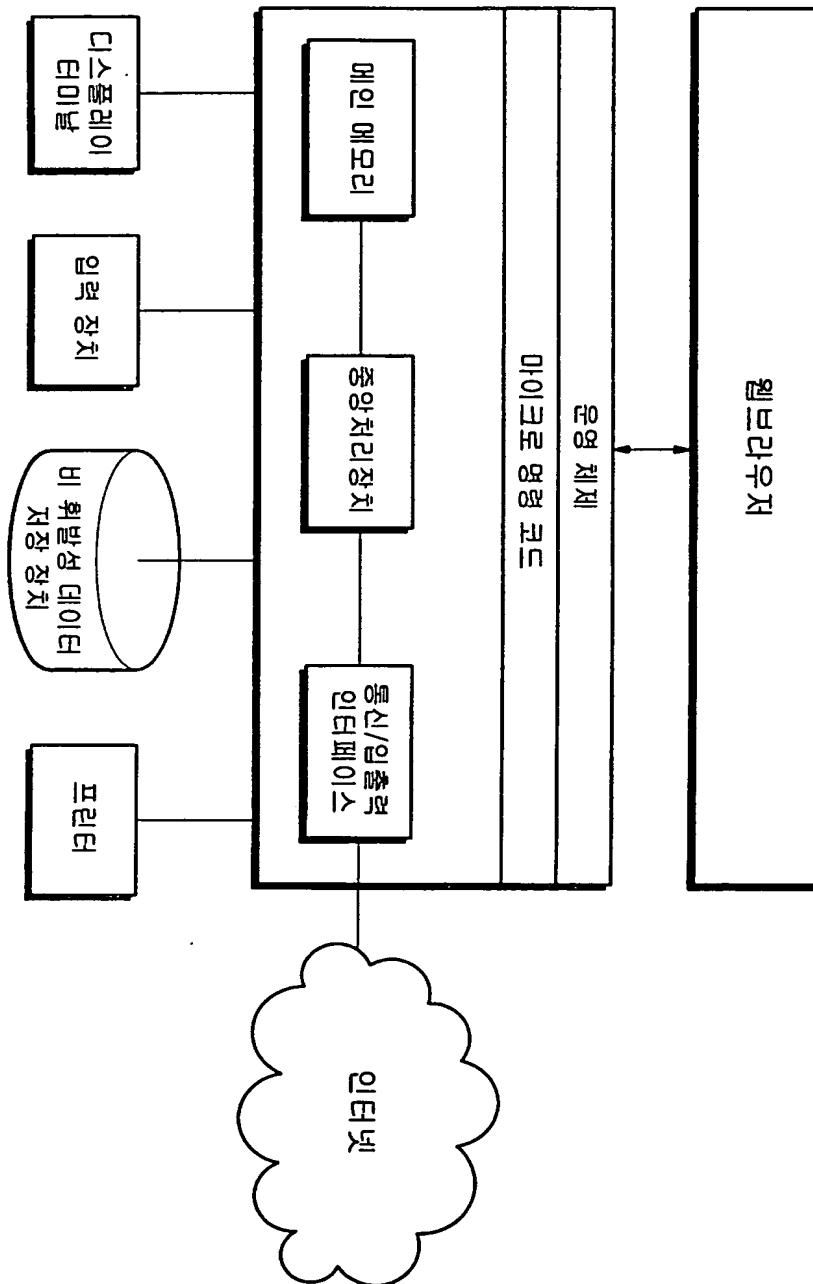 웹브라우저
운영 체제
마이크로 명령 코드
메인 메모리
중앙처리장치
통신/입출력
인터페이스
인터넷
디스플레이
터미날
입력 장치
비 휘발성 데이터
저장 장치
프린터